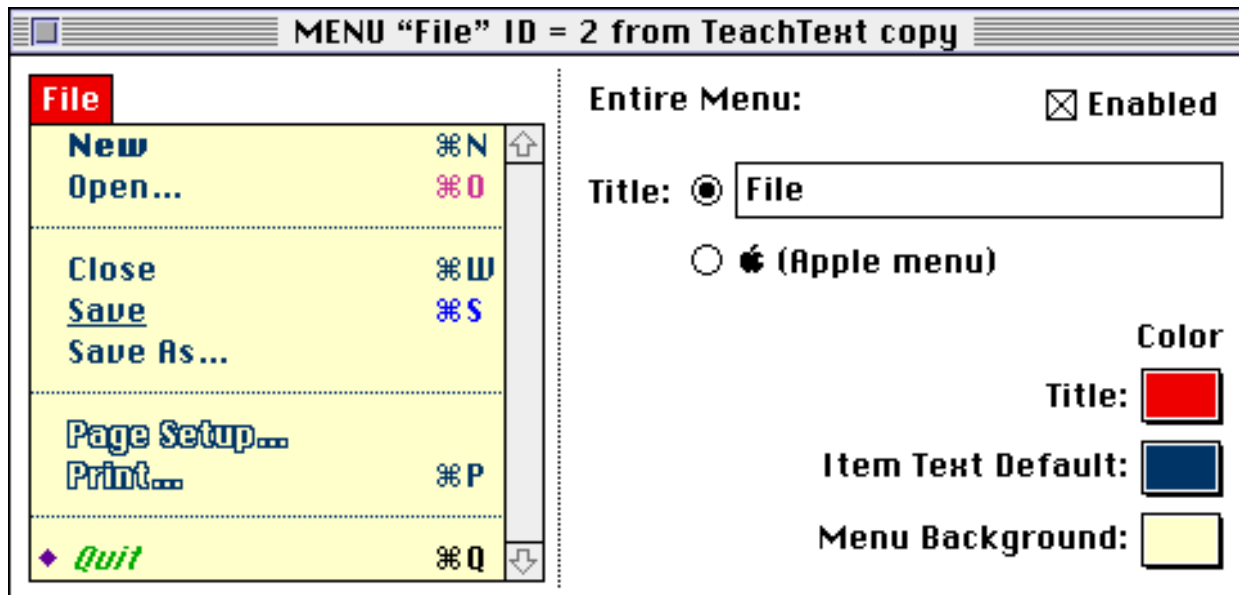 MENU “File” ID = 2 from TeachText copy
File
New ⌘N
Open... ⌘O
Close ⌘W
Save ⌘S
Save As...
Page Setup...
Print... ⌘P
◆ Quit ⌘Q
Entire Menu:
Enabled
Title: File
(Apple menu)
Color
Title:
Item Text Default:
Menu Background: